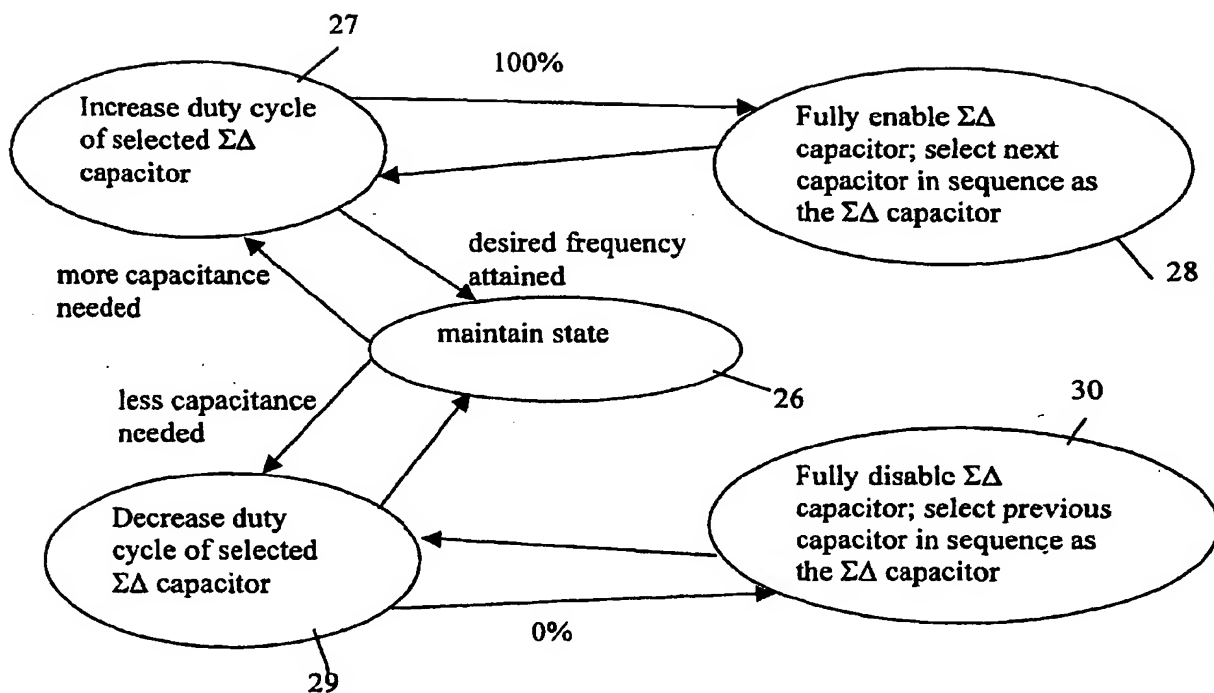 27
100%
Increase duty cycle
of selected ΣΔ
capacitor
Fully enable ΣΔ
capacitor; select next
capacitor in sequence as
the ΣΔ capacitor
28
desired frequency
attained
more capacitance
needed
maintain state
26
less capacitance
needed
30
Decrease duty
cycle of selected
ΣΔ capacitor
Fully disable ΣΔ
capacitor; select previous
capacitor in sequence as
the ΣΔ capacitor
0%
29